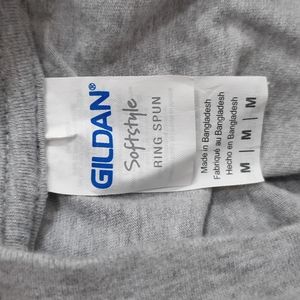 GILDAN®
Softstyle
RING SPUN
Made in Bangladesh
Fabriqué au Bangladesh
Hecho en Bangladesh
M | M | M